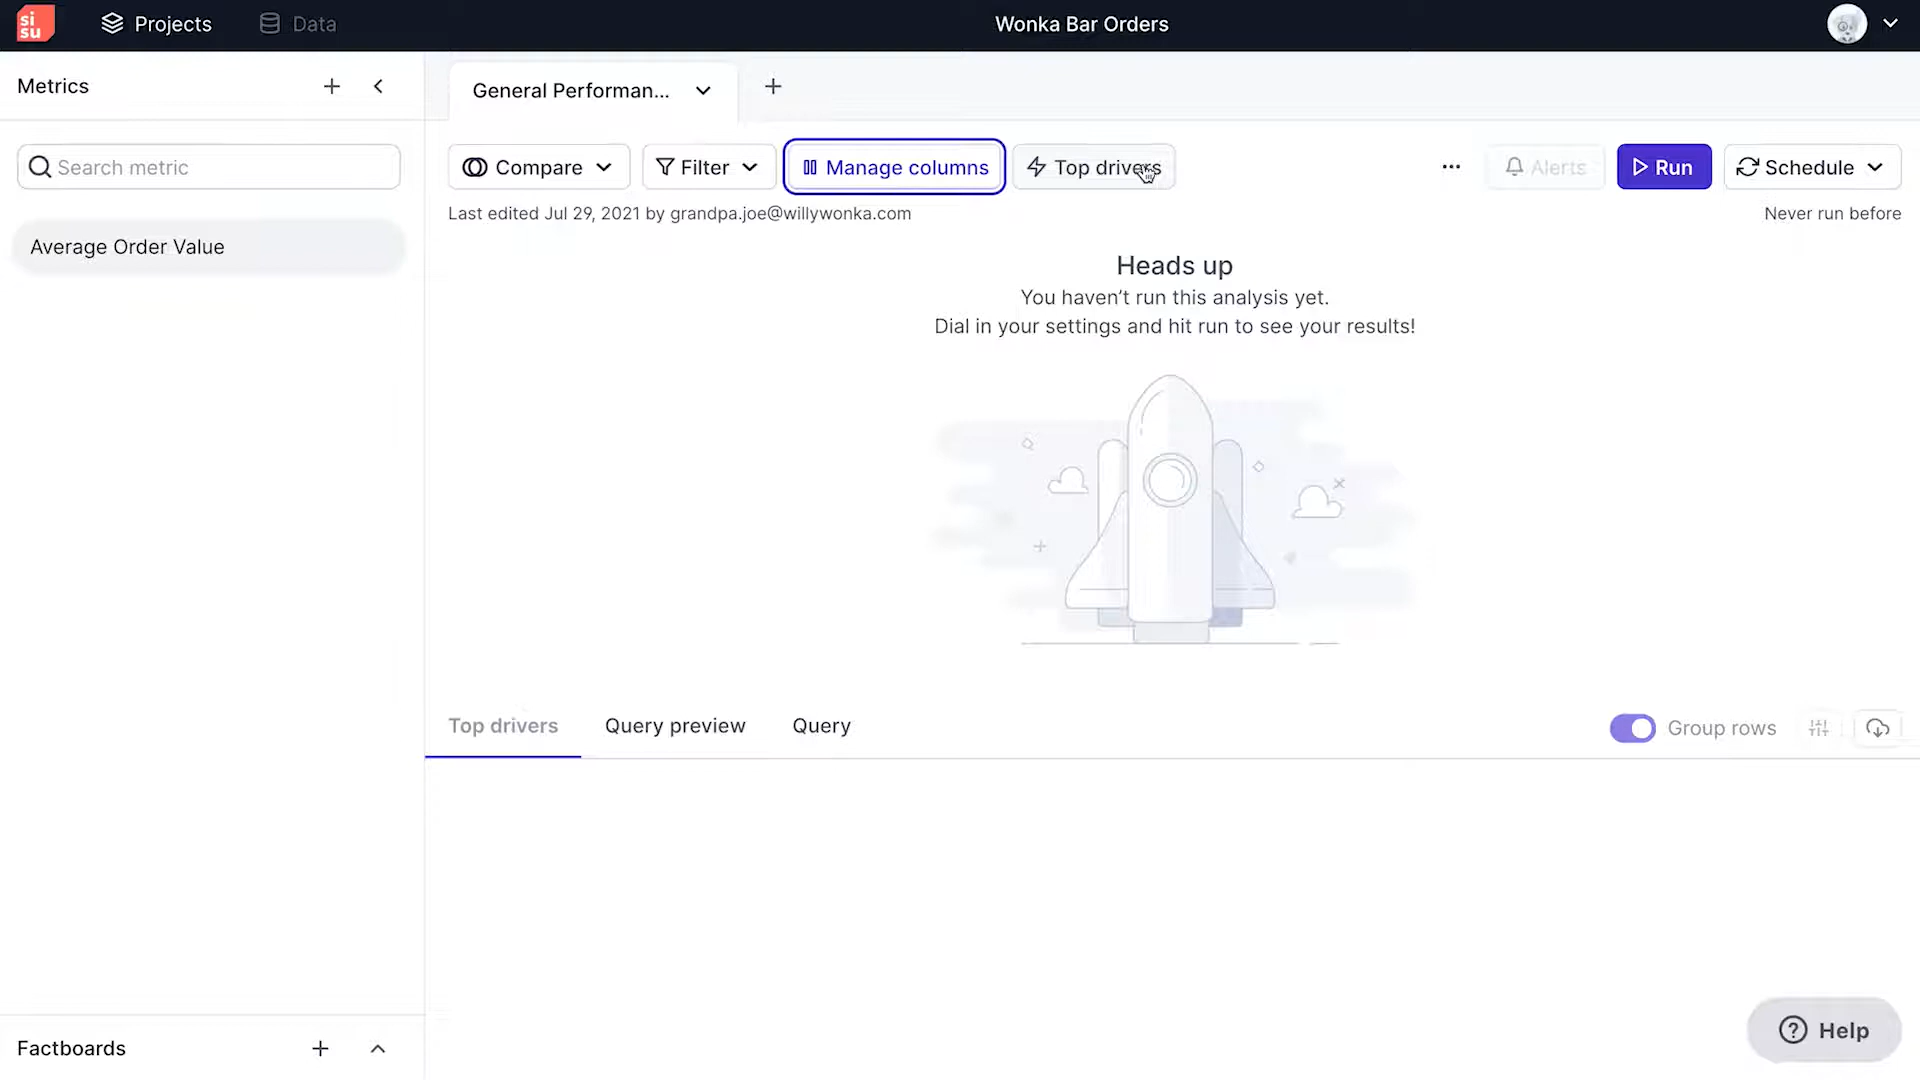 si
su
Projects
Data
Wonka Bar Orders
Metrics
General Performan...
Search metric
Compare
Filter
Manage columns
Top drivers
Alerts
Run
Schedule
Last edited Jul 29, 2021 by grandpa.joe@willywonka.com
Never run before
Average Order Value
Heads up
You haven't run this analysis yet.
Dial in your settings and hit run to see your results!
Top drivers
Query preview
Query
Group rows
Factboards
Help